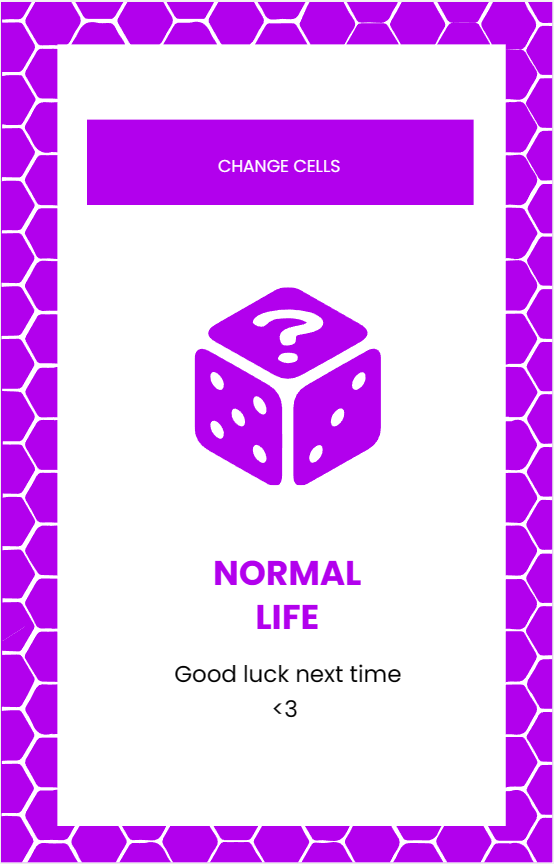 CHANGE CELLS
?
NORMAL
LIFE
Good luck next time
<3